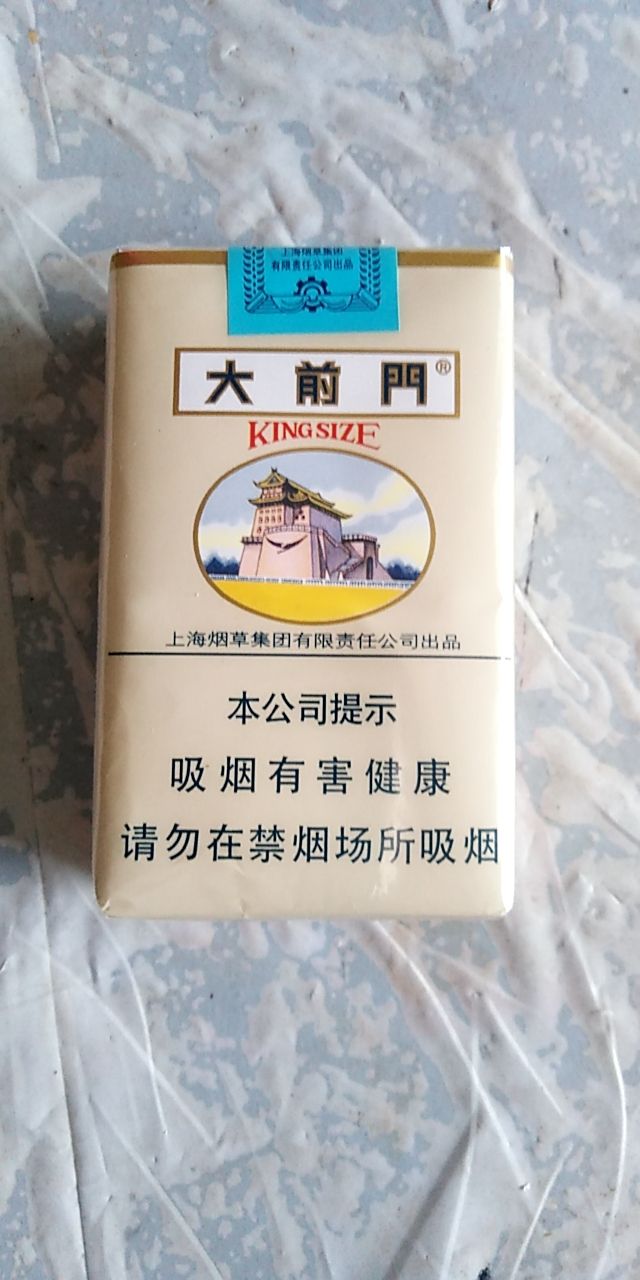 上海烟草集团
有限责任公司出品
大前門®
KING SIZE
上海烟草集团有限责任公司出品
本公司提示
吸烟有害健康
请勿在禁烟场所吸烟